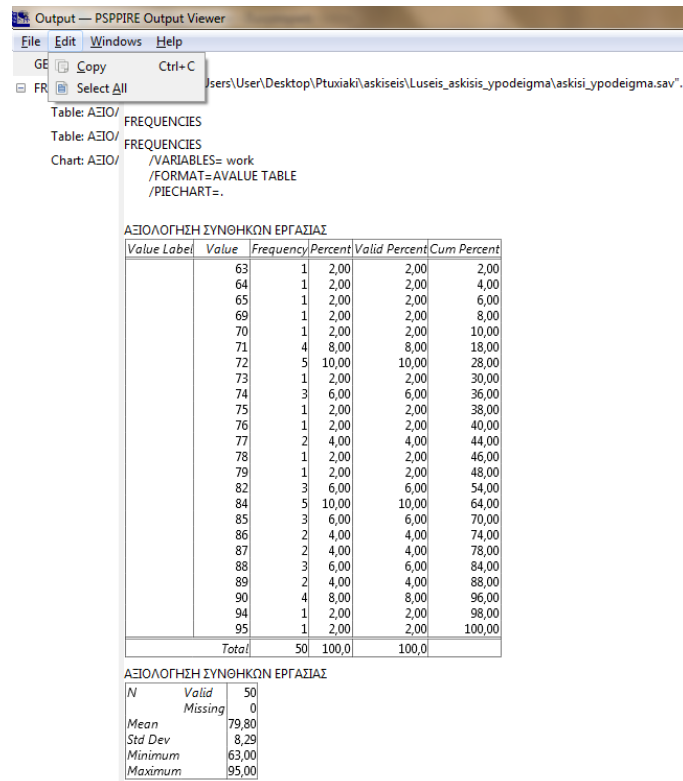 Output — PSPPIRE Output Viewer
File Edit Windows Help
GE
Copy Ctrl+C
Select All
Users\User\Desktop\Ptuxiaki\askiseis\Luseis_askisis_ypodeigma\askisi_ypodeigma.sav".
FR
Table: ΑΞΙΟ/
Table: ΑΞΙΟ/
Chart: ΑΞΙΟ/
FREQUENCIES
FREQUENCIES
/VARIABLES= work
/FORMAT=AVALUE TABLE
/PIECHART=.
ΑΞΙΟΛΟΓΗΣΗ ΣΥΝΘΗΚΩΝ ΕΡΓΑΣΙΑΣ
Value Label Value Frequency Percent Valid Percent Cum Percent
63 1 2,00 2,00 2,00
64 1 2,00 2,00 4,00
65 1 2,00 2,00 6,00
69 1 2,00 2,00 8,00
70 1 2,00 2,00 10,00
71 4 8,00 8,00 18,00
72 5 10,00 10,00 28,00
73 1 2,00 2,00 30,00
74 3 6,00 6,00 36,00
75 1 2,00 2,00 38,00
76 1 2,00 2,00 40,00
77 2 4,00 4,00 44,00
78 1 2,00 2,00 46,00
79 1 2,00 2,00 48,00
82 3 6,00 6,00 54,00
84 5 10,00 10,00 64,00
85 3 6,00 6,00 70,00
86 2 4,00 4,00 74,00
87 2 4,00 4,00 78,00
88 3 6,00 6,00 84,00
89 2 4,00 4,00 88,00
90 4 8,00 8,00 96,00
94 1 2,00 2,00 98,00
95 1 2,00 2,00 100,00
Total 50 100,0 100,0
ΑΞΙΟΛΟΓΗΣΗ ΣΥΝΘΗΚΩΝ ΕΡΓΑΣΙΑΣ
N Valid 50
Missing 0
Mean 79,80
Std Dev 8,29
Minimum 63,00
Maximum 95,00